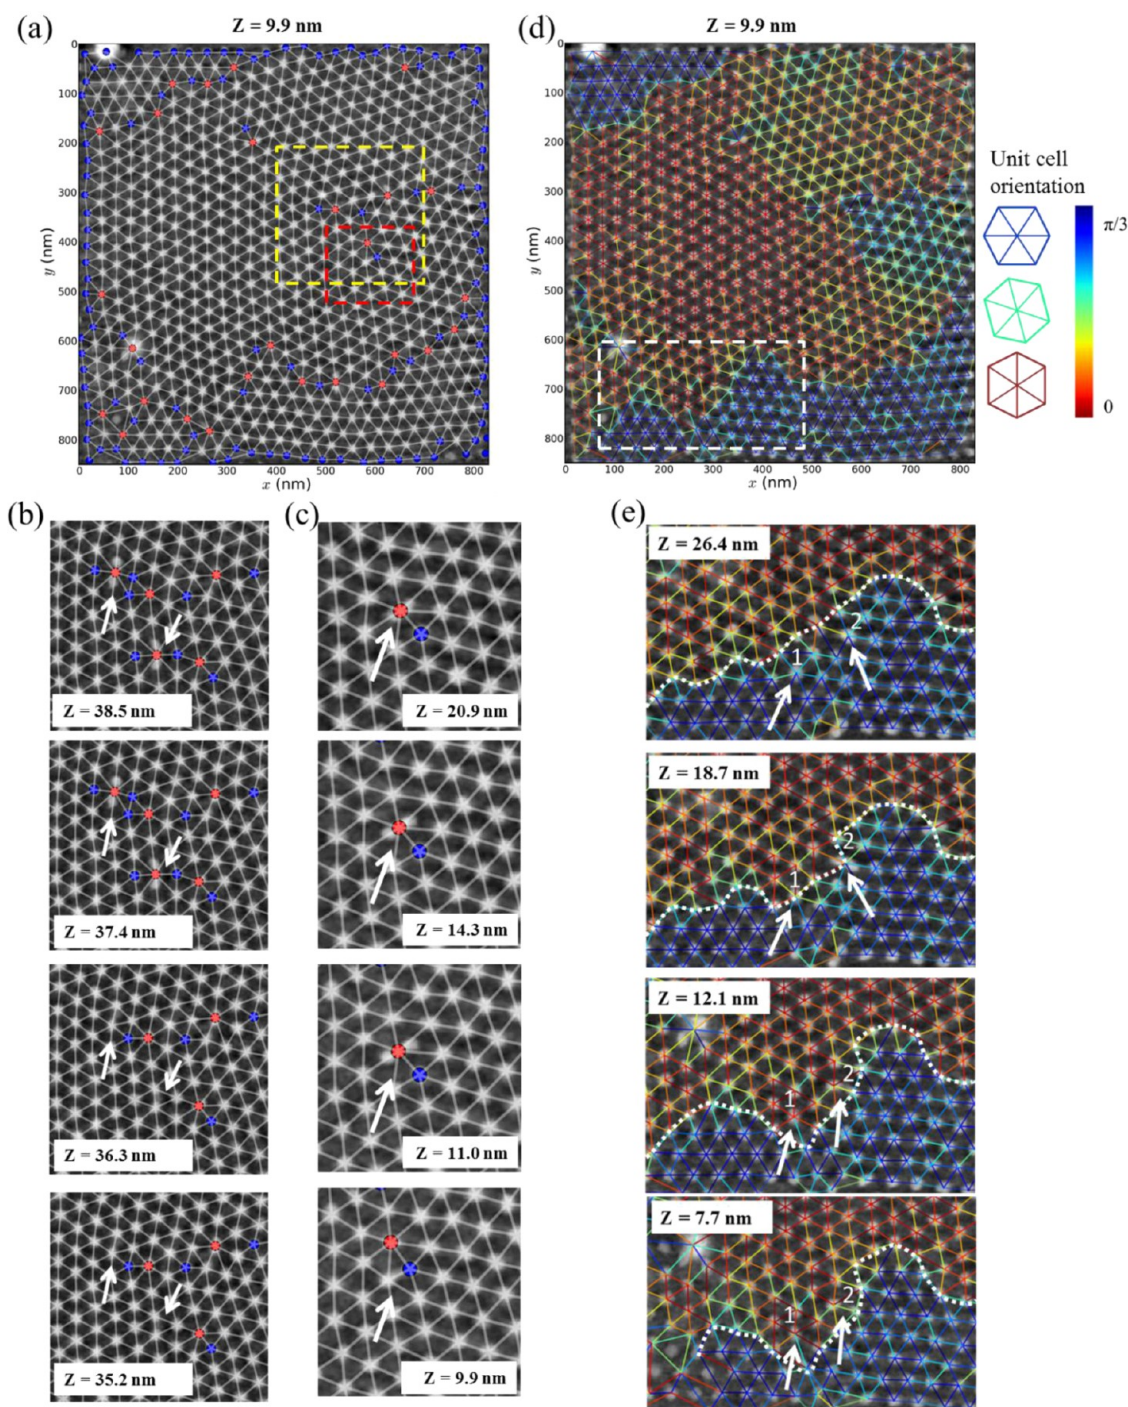 (a)
Z = 9.9 nm
0
100
200
300
400
500
600
700
800
y (nm)
0 100 200 300 400 500 600 700 800
x (nm)
(d)
Z = 9.9 nm
0
100
200
300
400
500
600
700
800
y (nm)
100 200 300 400 500 600 700 800
x (nm)
Unit cell
orientation
π/3
0
(b)
Z = 38.5 nm
Z = 37.4 nm
Z = 36.3 nm
Z = 35.2 nm
(c)
Z = 20.9 nm
Z = 14.3 nm
Z = 11.0 nm
Z = 9.9 nm
(e)
Z = 26.4 nm
2
1
Z = 18.7 nm
2
1
Z = 12.1 nm
2
1
Z = 7.7 nm
2
1